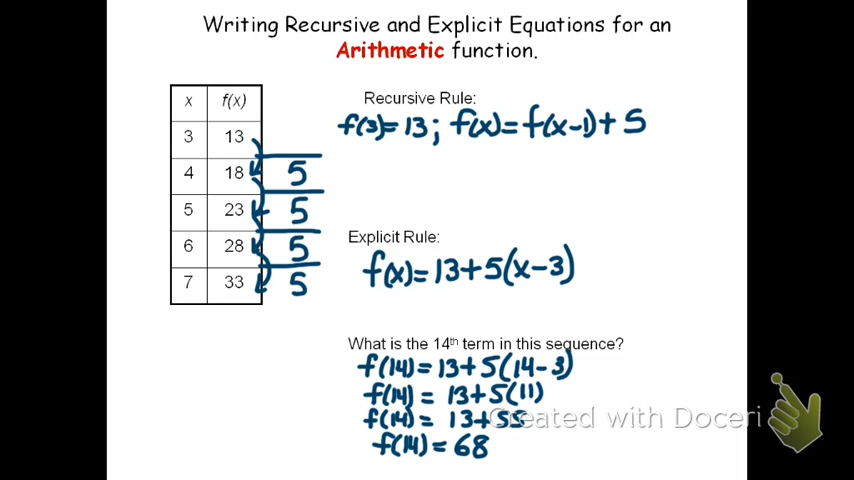 Writing Recursive and Explicit Equations for an
Arithmetic function.
x f(x)
3 13
4 18
5 23
6 28
7 33
5
5
5
5
Recursive Rule:
f(3)=13; f(x)=f(x-1)+5
Explicit Rule:
f(x)=13+5(x-3)
What is the 14th term in this sequence?
f(14)=13+5(14-3)
f(14)=13+5(11)
f(14)=13+55
f(14)=68
Created with Doceri